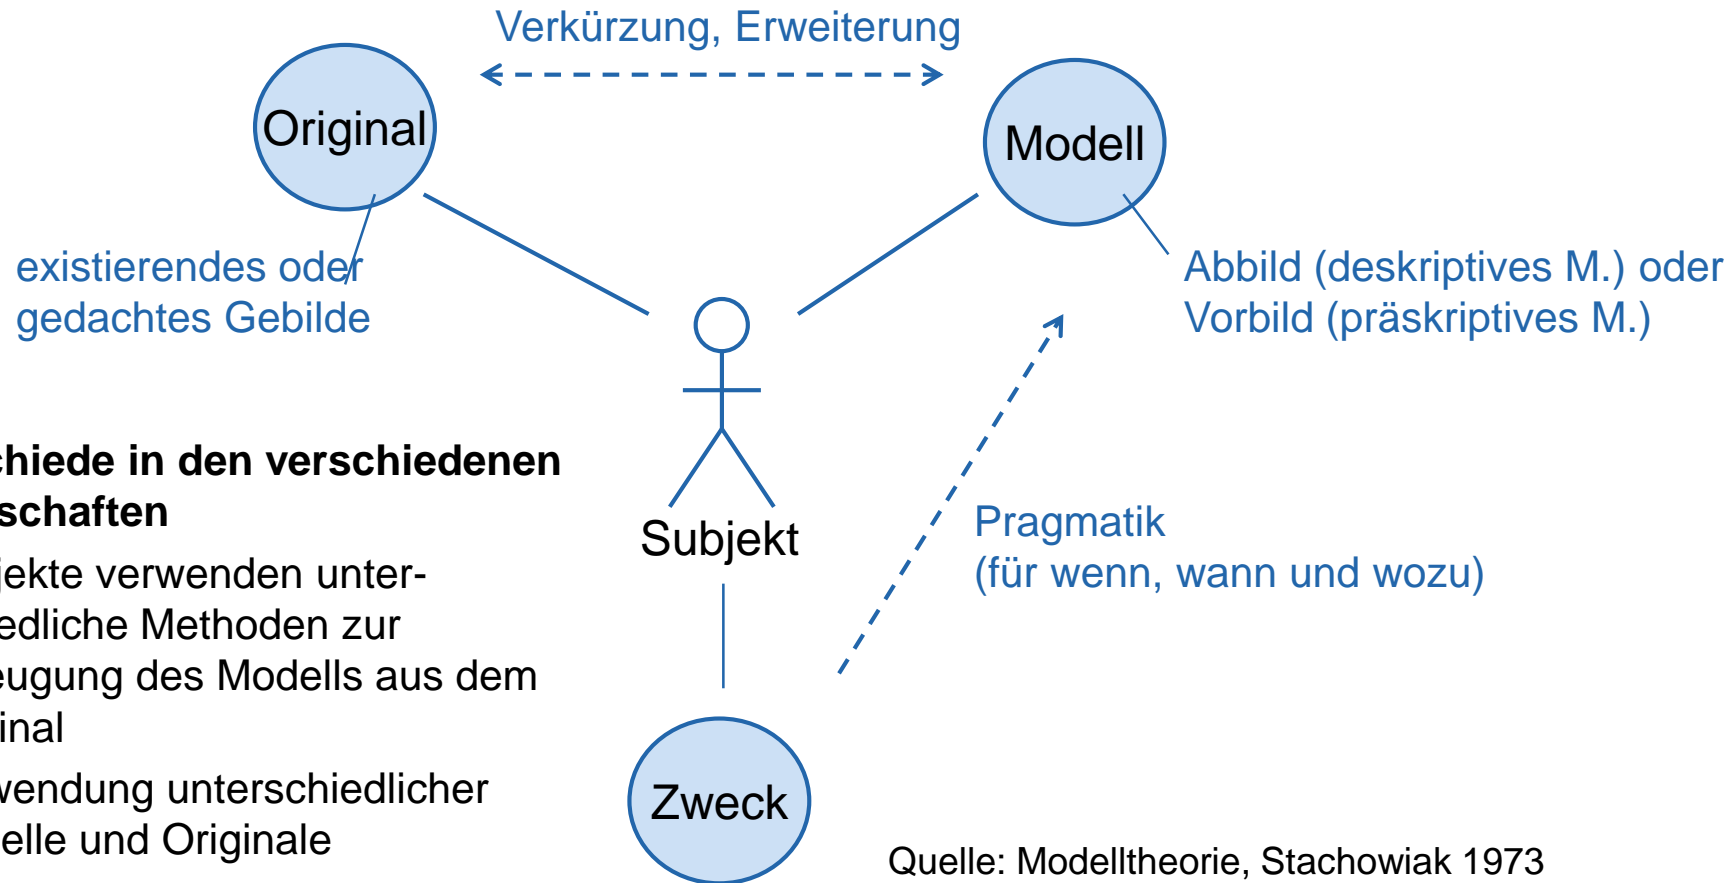 Verkürzung, Erweiterung
Original
Modell
existierendes oder
gedachtes Gebilde
Abbild (deskriptives M.) oder
Vorbild (präskriptives M.)
chiede in den verschiedenen
schaften
jekte verwenden unter-
edliche Methoden zur
eugung des Modells aus dem
inal
wendung unterschiedlicher
elle und Originale
Subjekt
Pragmatik
(für wenn, wann und wozu)
Zweck
Quelle: Modelltheorie, Stachowiak 1973